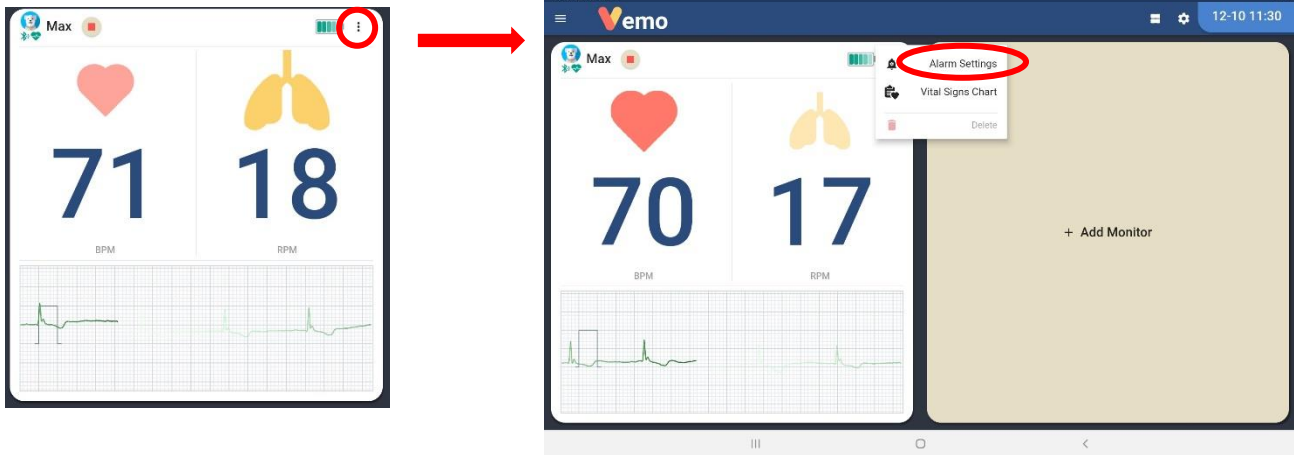 Max
71
18
BPM
RPM
Vemo
12-10 11:30
Max
Alarm Settings
Vital Signs Chart
Delete
70
17
BPM
RPM
+ Add Monitor